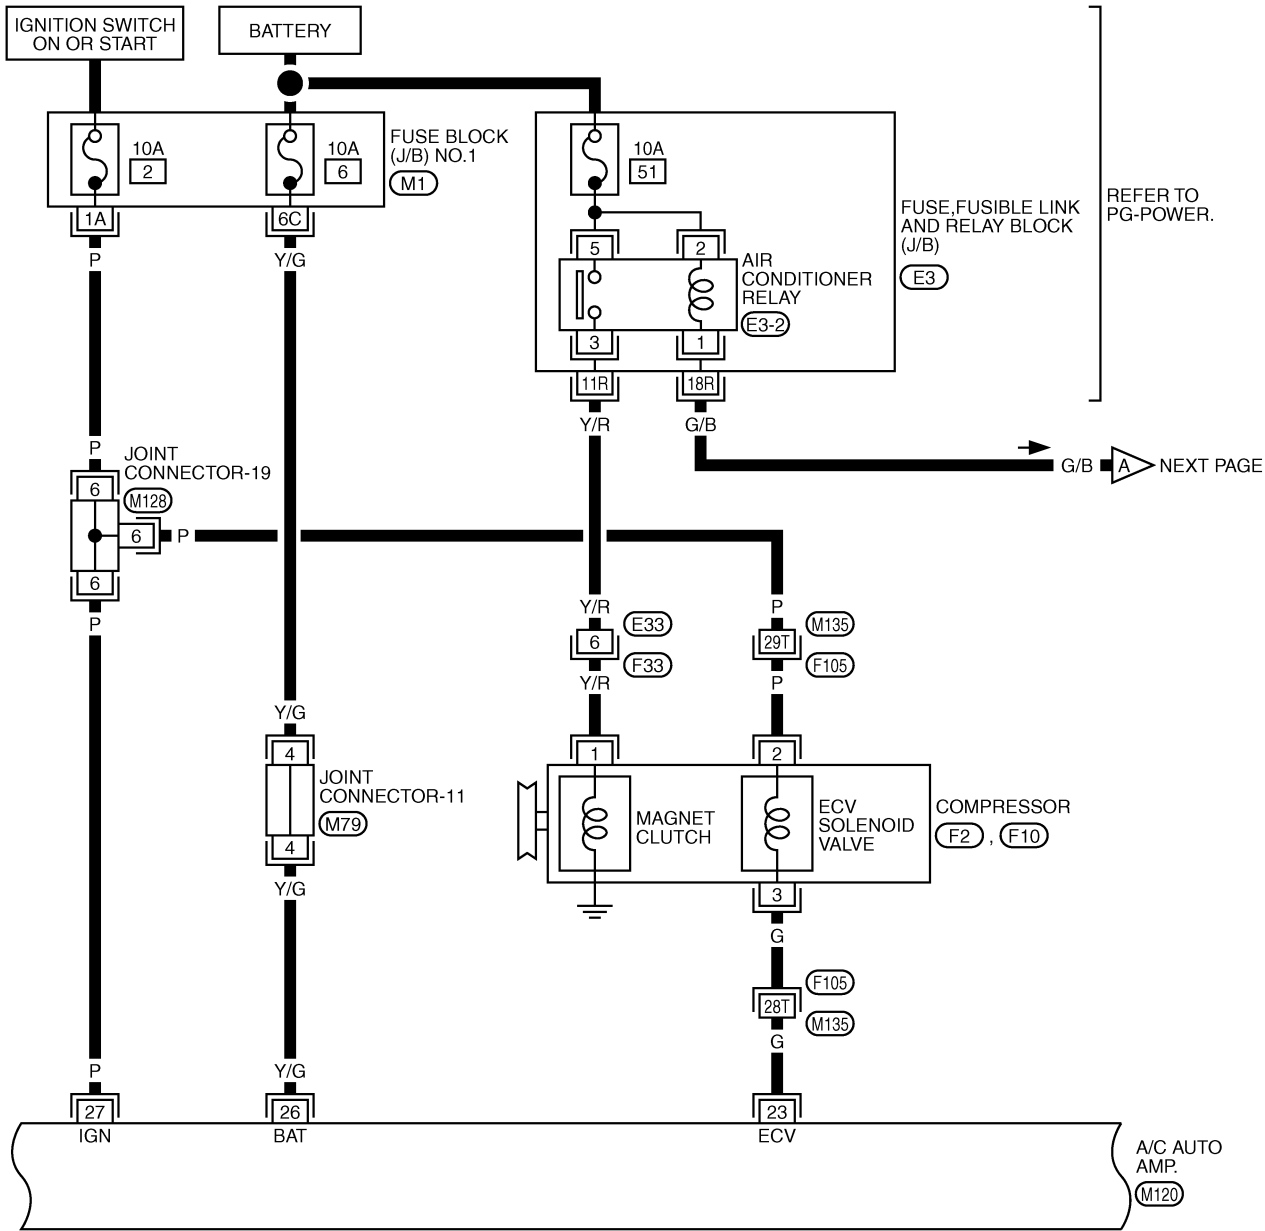 IGNITION SWITCH
ON OR START
BATTERY
10A
2
10A
6
FUSE BLOCK
(J/B) NO.1
M1
10A
51
REFER TO
PG-POWER.
FUSE,FUSIBLE LINK
AND RELAY BLOCK
(J/B)
E3
1A
6C
P
Y/G
5
2
AIR
CONDITIONER
RELAY
E3-2
3
1
11R
18R
Y/R
G/B
G/B
A
NEXT PAGE
P
JOINT
CONNECTOR-19
M128
6
6
P
6
P
Y/R
P
E33
M135
6
29T
F33
F105
Y/R
P
Y/G
4
JOINT
CONNECTOR-11
M79
4
Y/G
1
2
MAGNET
CLUTCH
ECV
SOLENOID
VALVE
COMPRESSOR
F2 , F10
3
G
F105
28T
M135
G
P
Y/G
27
26
23
IGN
BAT
ECV
A/C AUTO
AMP.
M120